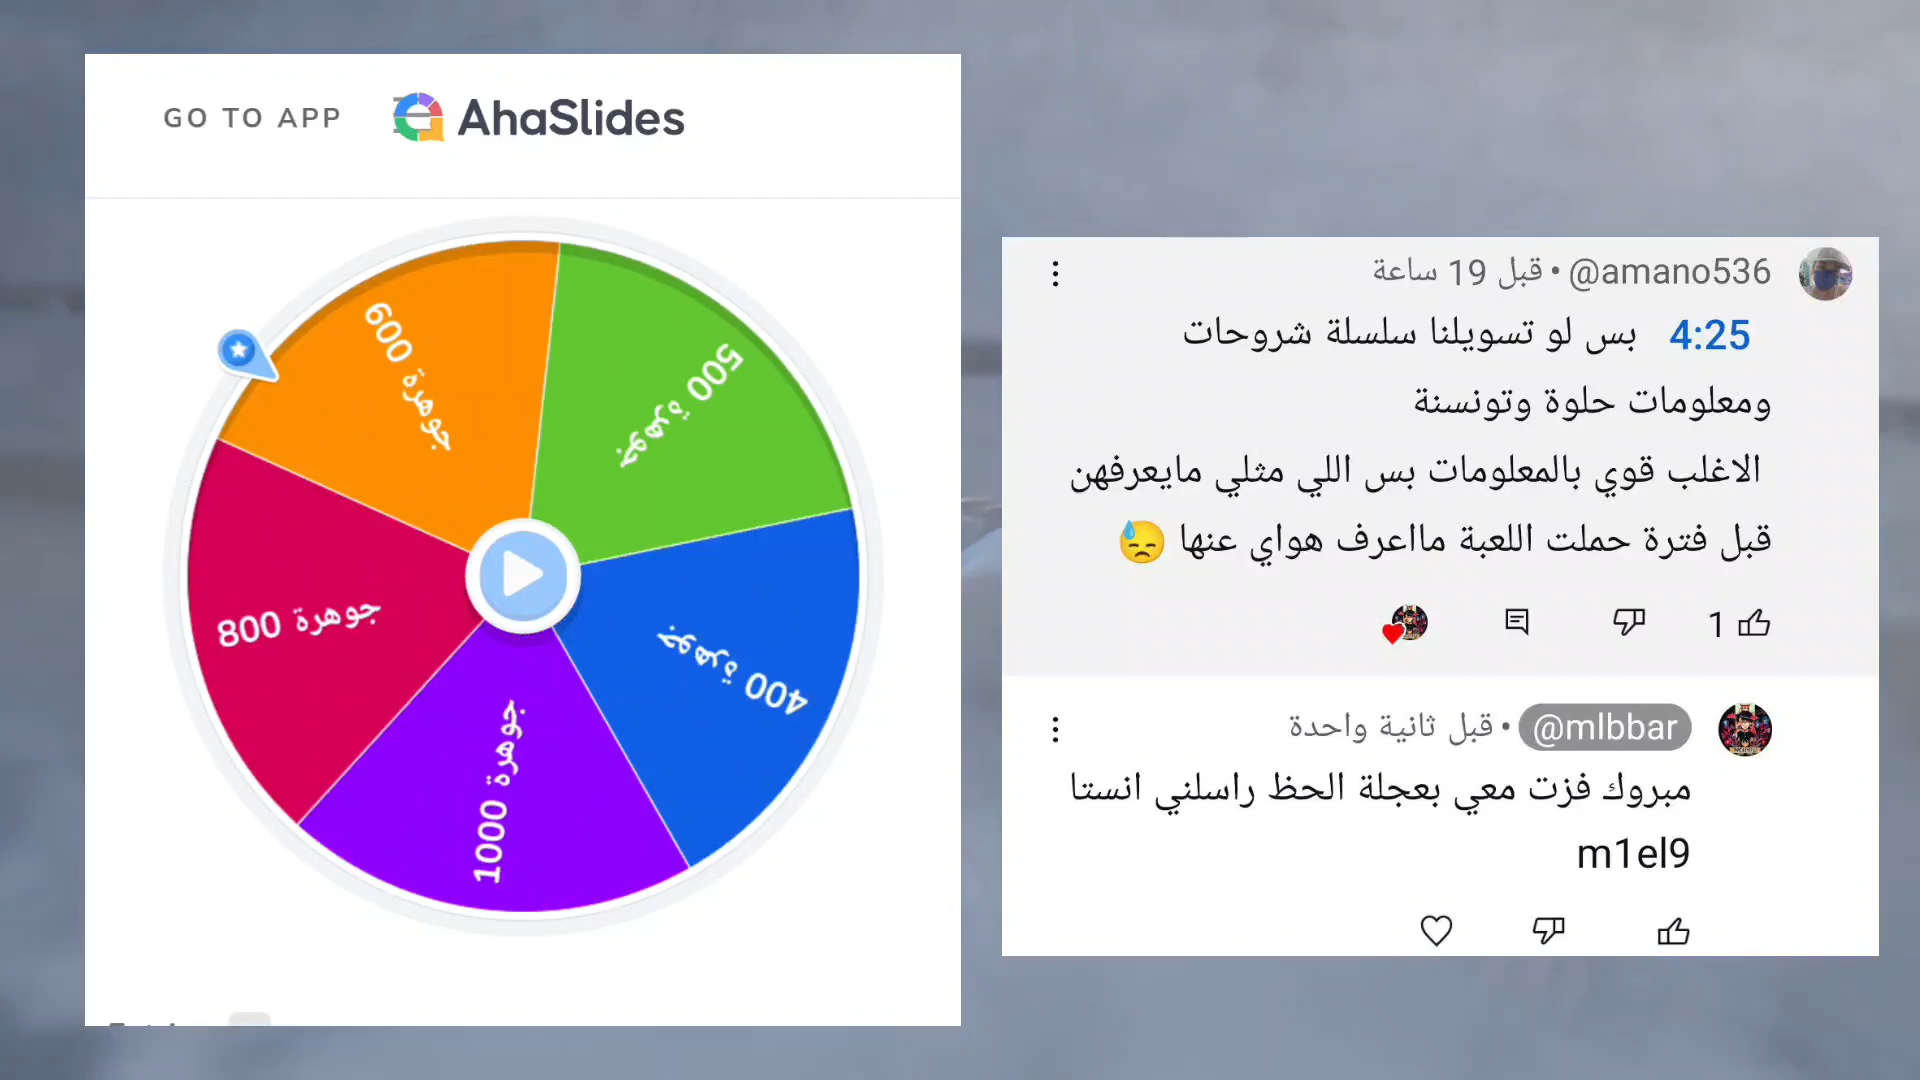 GO TO APP
AhaSlides
جوهرة 600
جوهرة 500
جوهرة 400
جوهرة 1000
جوهرة 800
@amano536 • قبل 19 ساعة
4:25 بس لو تسويلنا سلسلة شروحات
ومعلومات حلوة وتونسنة
الاغلب قوي بالمعلومات بس اللي مثلي مايعرفهن
قبل فترة حملت اللعبة مااعرف هواي عنها 😓
1
@mlbbar • قبل ثانية واحدة
مبروك فزت معي بعجلة الحظ راسلني انستا
m1el9